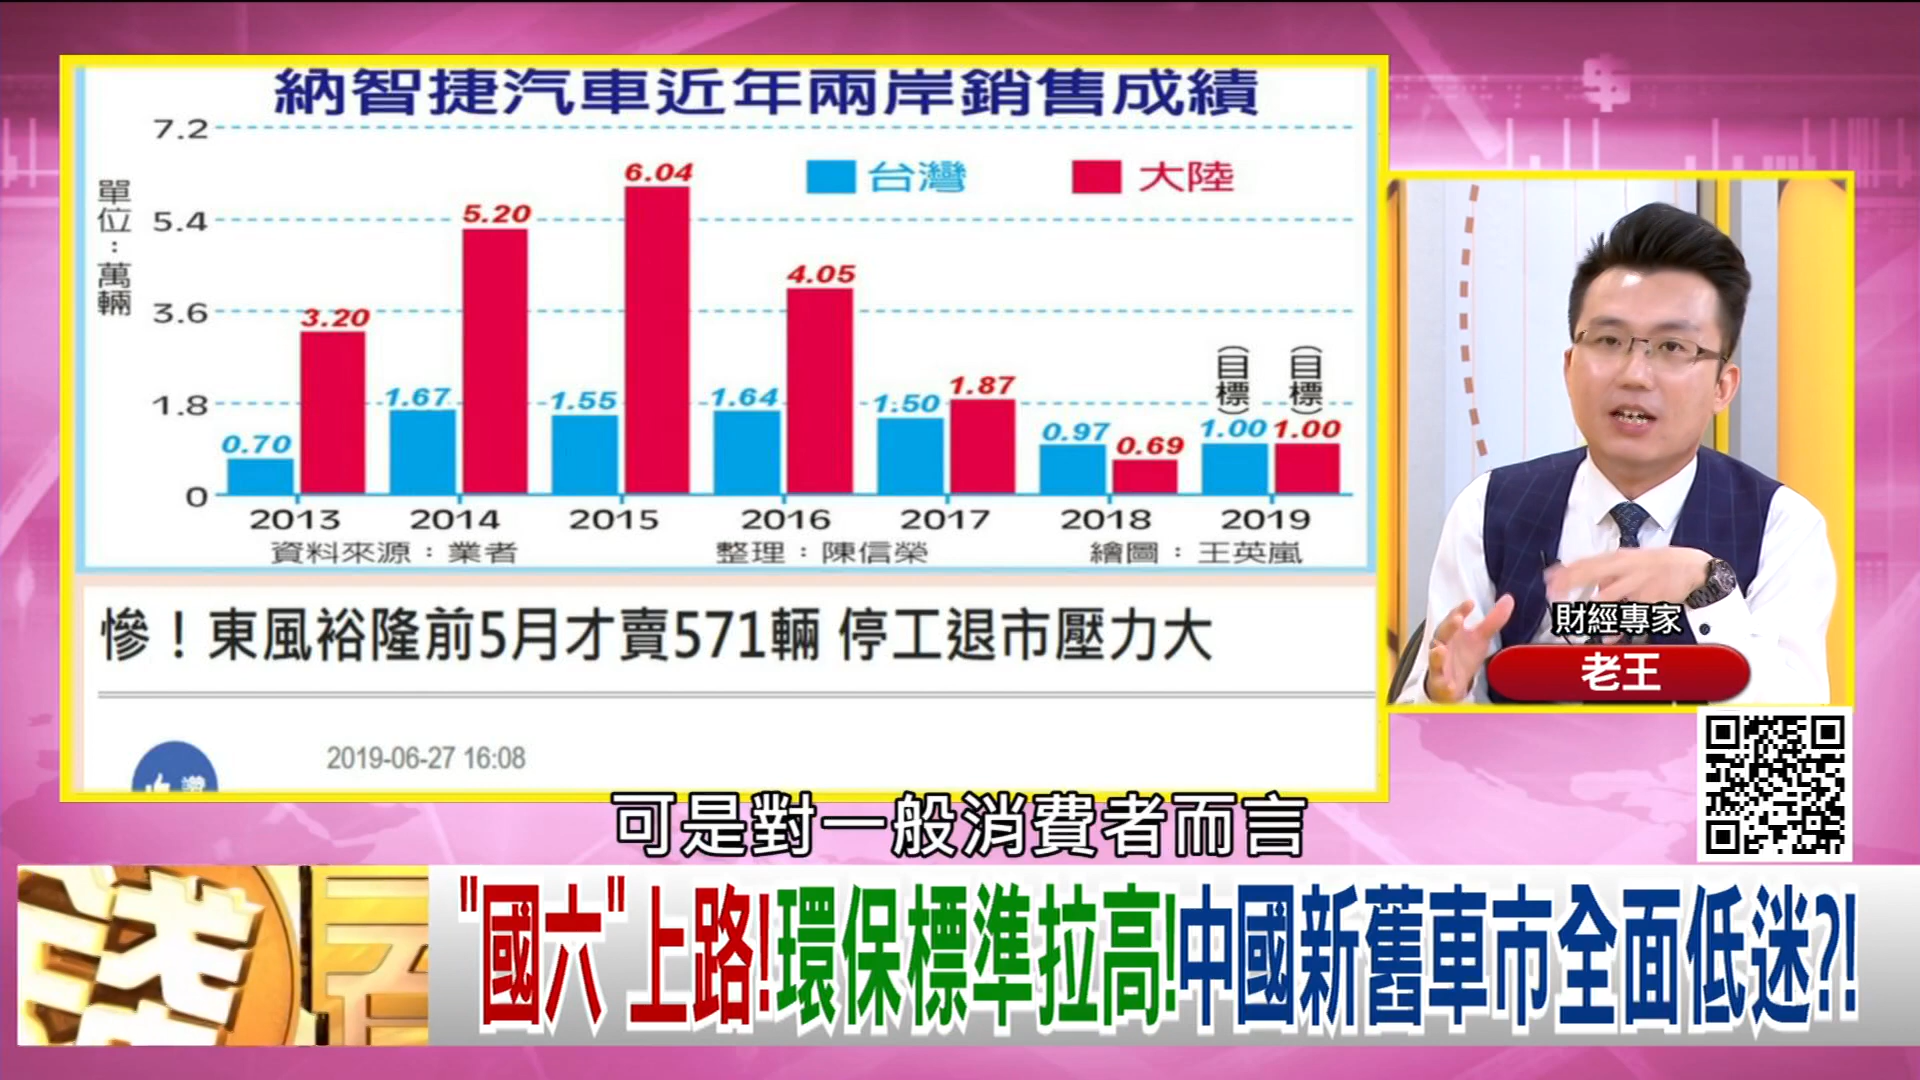 納智捷汽車近年兩岸銷售成績
單位：萬輛
7.2
5.4
3.6
1.8
0
台灣
大陸
0.70
3.20
1.67
5.20
1.55
6.04
1.64
4.05
1.50
1.87
0.97
0.69
1.00
1.00
（目標）
（目標）
2013
2014
2015
2016
2017
2018
2019
資料來源：業者
整理：陳信榮
繪圖：王英嵐
慘！東風裕隆前5月才賣571輛 停工退市壓力大
2019-06-27 16:08
財經專家
老王
可是對一般消費者而言
"國六"上路!環保標準拉高!中國新舊車市全面低迷?!